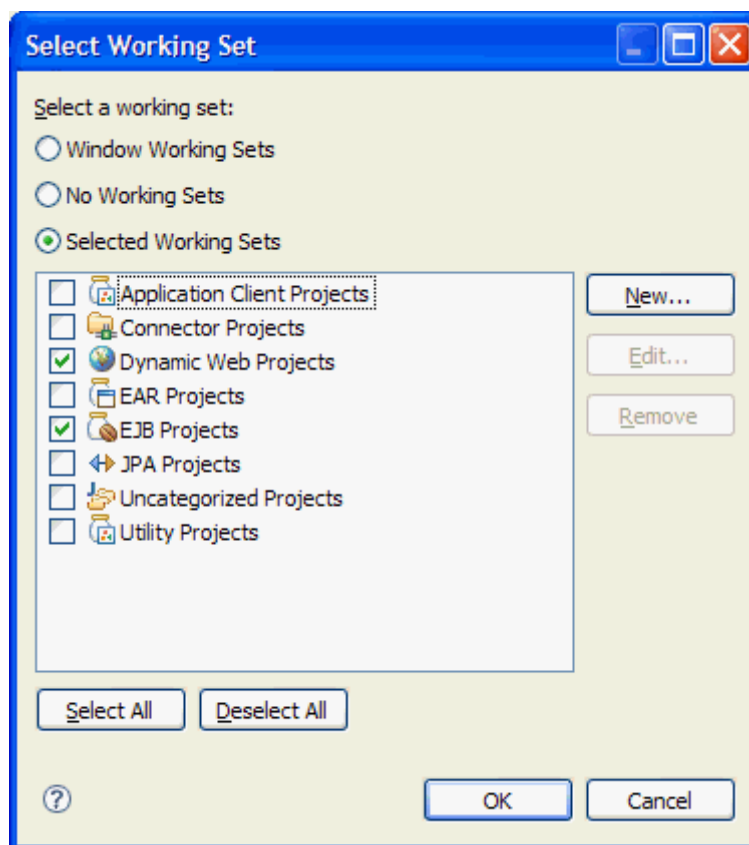 Select Working Set
Select a working set:
Window Working Sets
No Working Sets
Selected Working Sets
Application Client Projects
Connector Projects
Dynamic Web Projects
EAR Projects
EJB Projects
JPA Projects
Uncategorized Projects
Utility Projects
New...
Edit...
Remove
Select All Deselect All
? OK Cancel